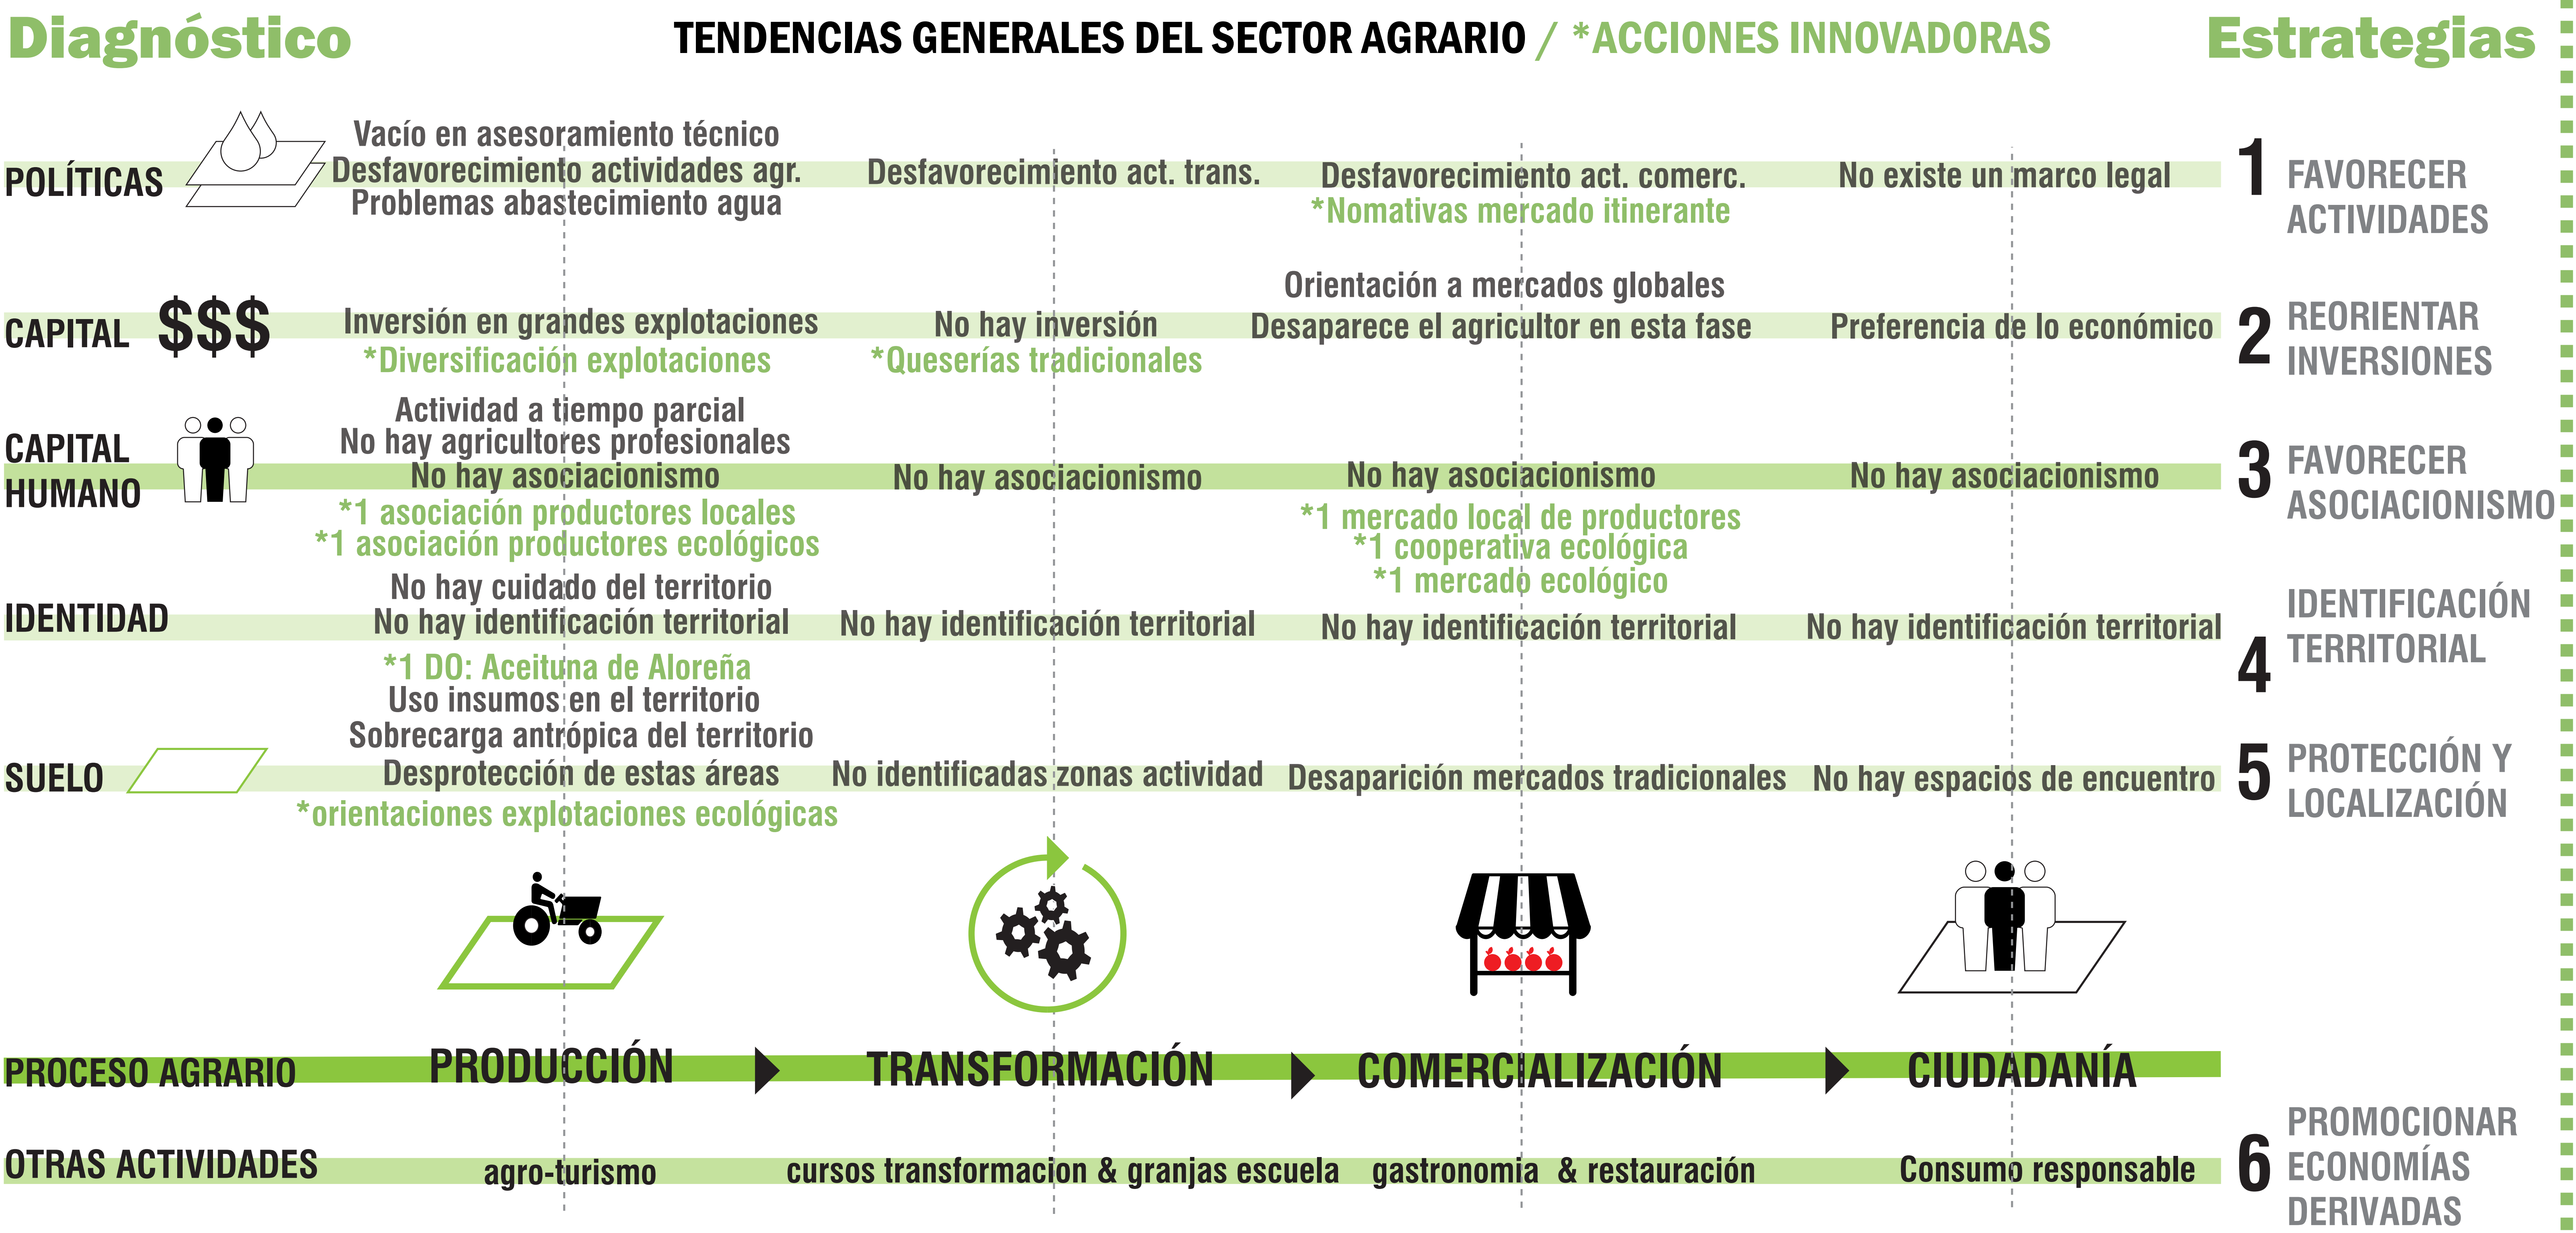 Diagnóstico
TENDENCIAS GENERALES DEL SECTOR AGRARIO / *ACCIONES INNOVADORAS
Estrategias
POLÍTICAS
Vacío en asesoramiento técnico
Desfavorecimiento actividades agr.
Problemas abastecimiento agua
Desfavorecimiento act. trans.
Desfavorecimiento act. comerc.
*Nomativas mercado itinerante
No existe un marco legal
1 FAVORECER
ACTIVIDADES
CAPITAL $$$
Inversión en grandes explotaciones
*Diversificación explotaciones
No hay inversión
*Queserías tradicionales
Orientación a mercados globales
Desaparece el agricultor en esta fase
Preferencia de lo económico
2 REORIENTAR
INVERSIONES
CAPITAL
HUMANO
Actividad a tiempo parcial
No hay agricultores profesionales
No hay asociacionismo
*1 asociación productores locales
*1 asociación productores ecológicos
No hay asociacionismo
No hay asociacionismo
*1 mercado local de productores
*1 cooperativa ecológica
*1 mercado ecológico
No hay asociacionismo
3 FAVORECER
ASOCIACIONISMO
IDENTIDAD
No hay cuidado del territorio
No hay identificación territorial
*1 DO: Aceituna de Aloreña
No hay identificación territorial
No hay identificación territorial
No hay identificación territorial
4 IDENTIFICACIÓN
TERRITORIAL
SUELO
Uso insumos en el territorio
Sobrecarga antrópica del territorio
Desprotección de estas áreas
*orientaciones explotaciones ecológicas
No identificadas zonas actividad
Desaparición mercados tradicionales
No hay espacios de encuentro
5 PROTECCIÓN Y
LOCALIZACIÓN
PROCESO AGRARIO
PRODUCCIÓN
TRANSFORMACIÓN
COMERCIALIZACIÓN
CIUDADANÍA
OTRAS ACTIVIDADES
agro-turismo
cursos transformacion & granjas escuela
gastronomia & restauración
Consumo responsable
6 PROMOCIONAR
ECONOMÍAS
DERIVADAS